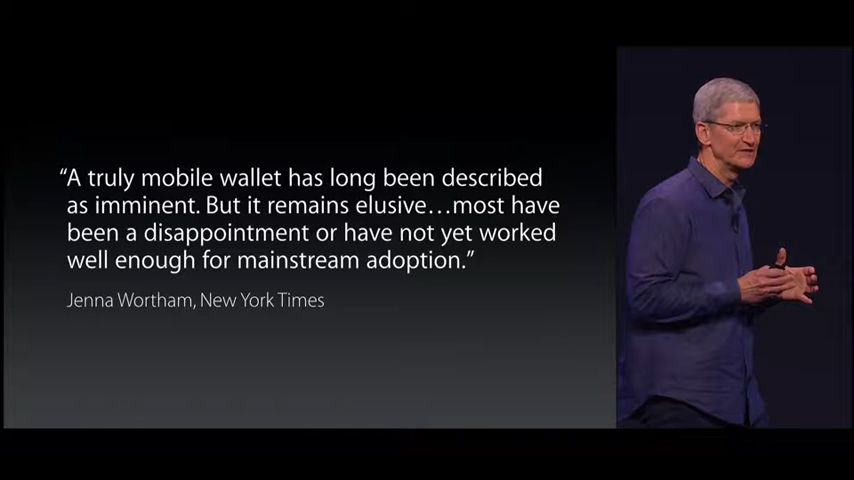 “A truly mobile wallet has long been described
as imminent. But it remains elusive…most have
been a disappointment or have not yet worked
well enough for mainstream adoption.”
Jenna Wortham, New York Times